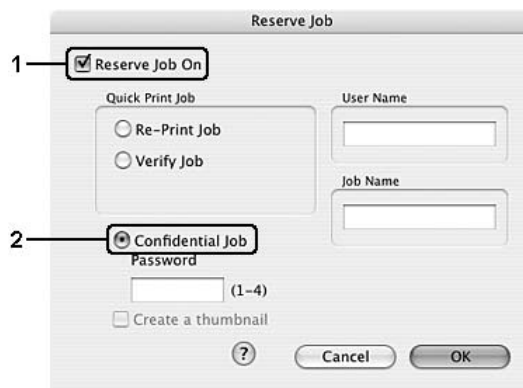 Reserve Job
1
Reserve Job On
Quick Print Job
Re-Print Job
Verify Job
User Name
Job Name
2
Confidential Job
Password
(1-4)
Create a thumbnail
?
Cancel
OK